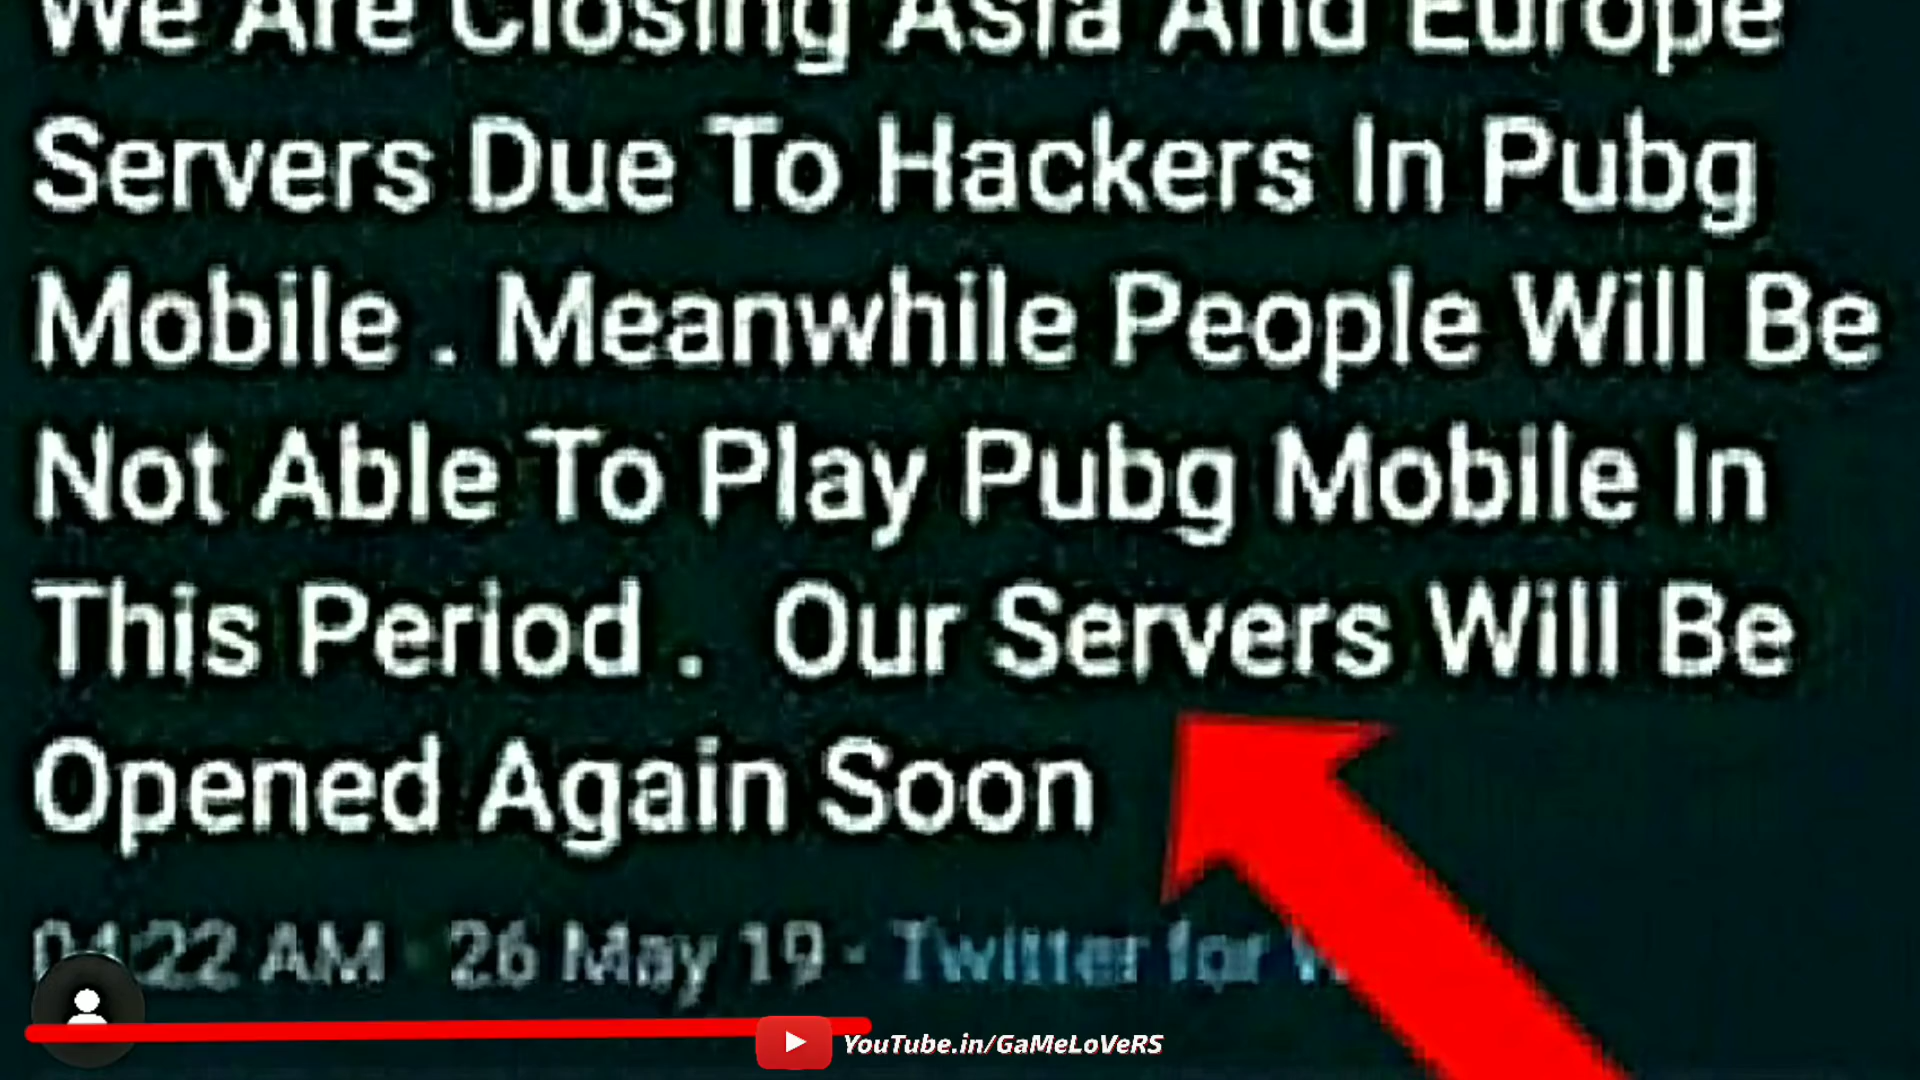 We Are Closing Asia And Europe
Servers Due To Hackers In Pubg
Mobile . Meanwhile People Will Be
Not Able To Play Pubg Mobile In
This Period . Our Servers Will Be
Opened Again Soon
04:22 AM · 26 May 19 · Twitter for
YouTube.in/GaMeLoVeRS